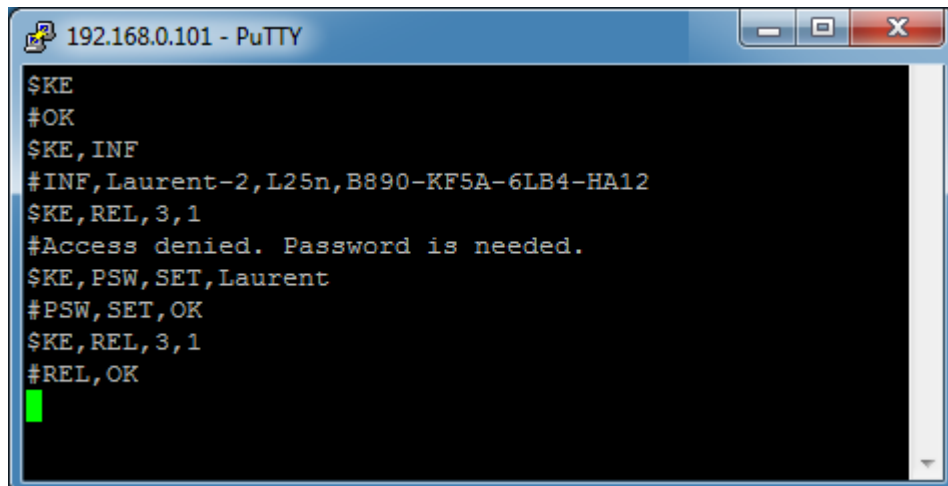 192.168.0.101 - PuTTY
$KE
#OK
$KE,INF
#INF,Laurent-2,L25n,B890-KF5A-6LB4-HA12
$KE,REL,3,1
#Access denied. Password is needed.
$KE,PSW,SET,Laurent
#PSW,SET,OK
$KE,REL,3,1
#REL,OK